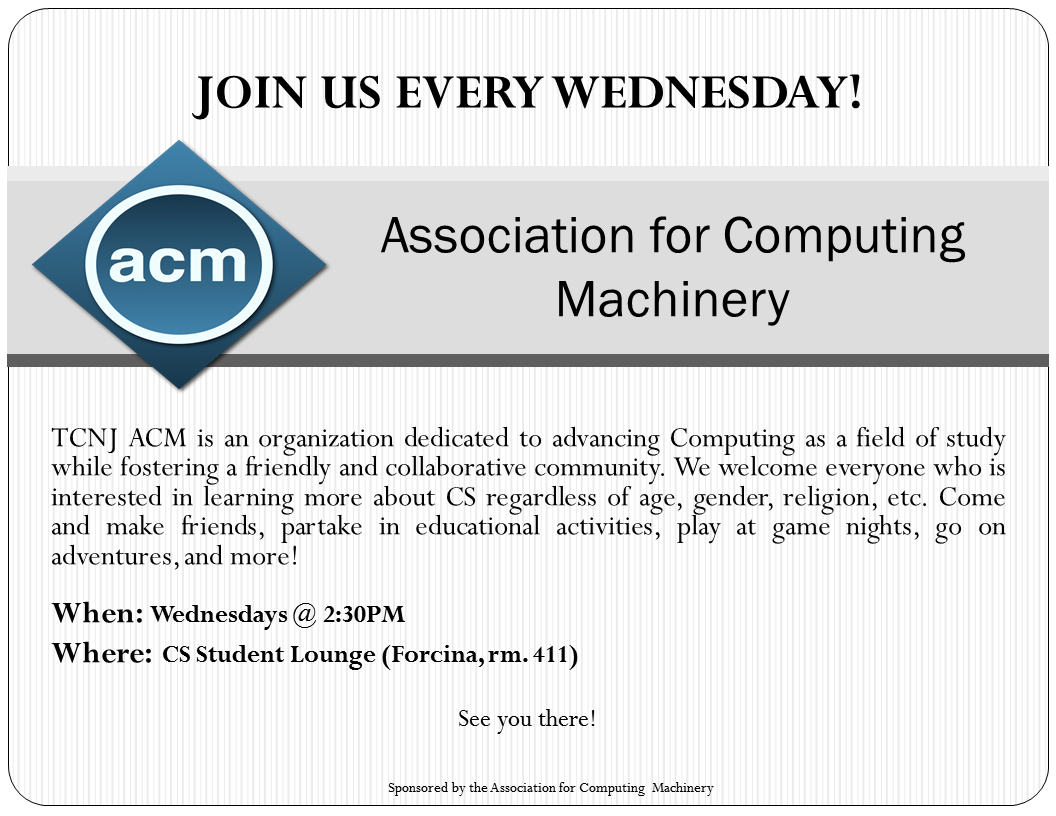 JOIN US EVERY WEDNESDAY!
acm
Association for Computing
Machinery
TCNJ ACM is an organization dedicated to advancing Computing as a field of study
while fostering a friendly and collaborative community. We welcome everyone who is
interested in learning more about CS regardless of age, gender, religion, etc. Come
and make friends, partake in educational activities, play at game nights, go on
adventures, and more!
When: Wednesdays @ 2:30PM
Where: CS Student Lounge (Forcina, rm. 411)
See you there!
Sponsored by the Association for Computing Machinery